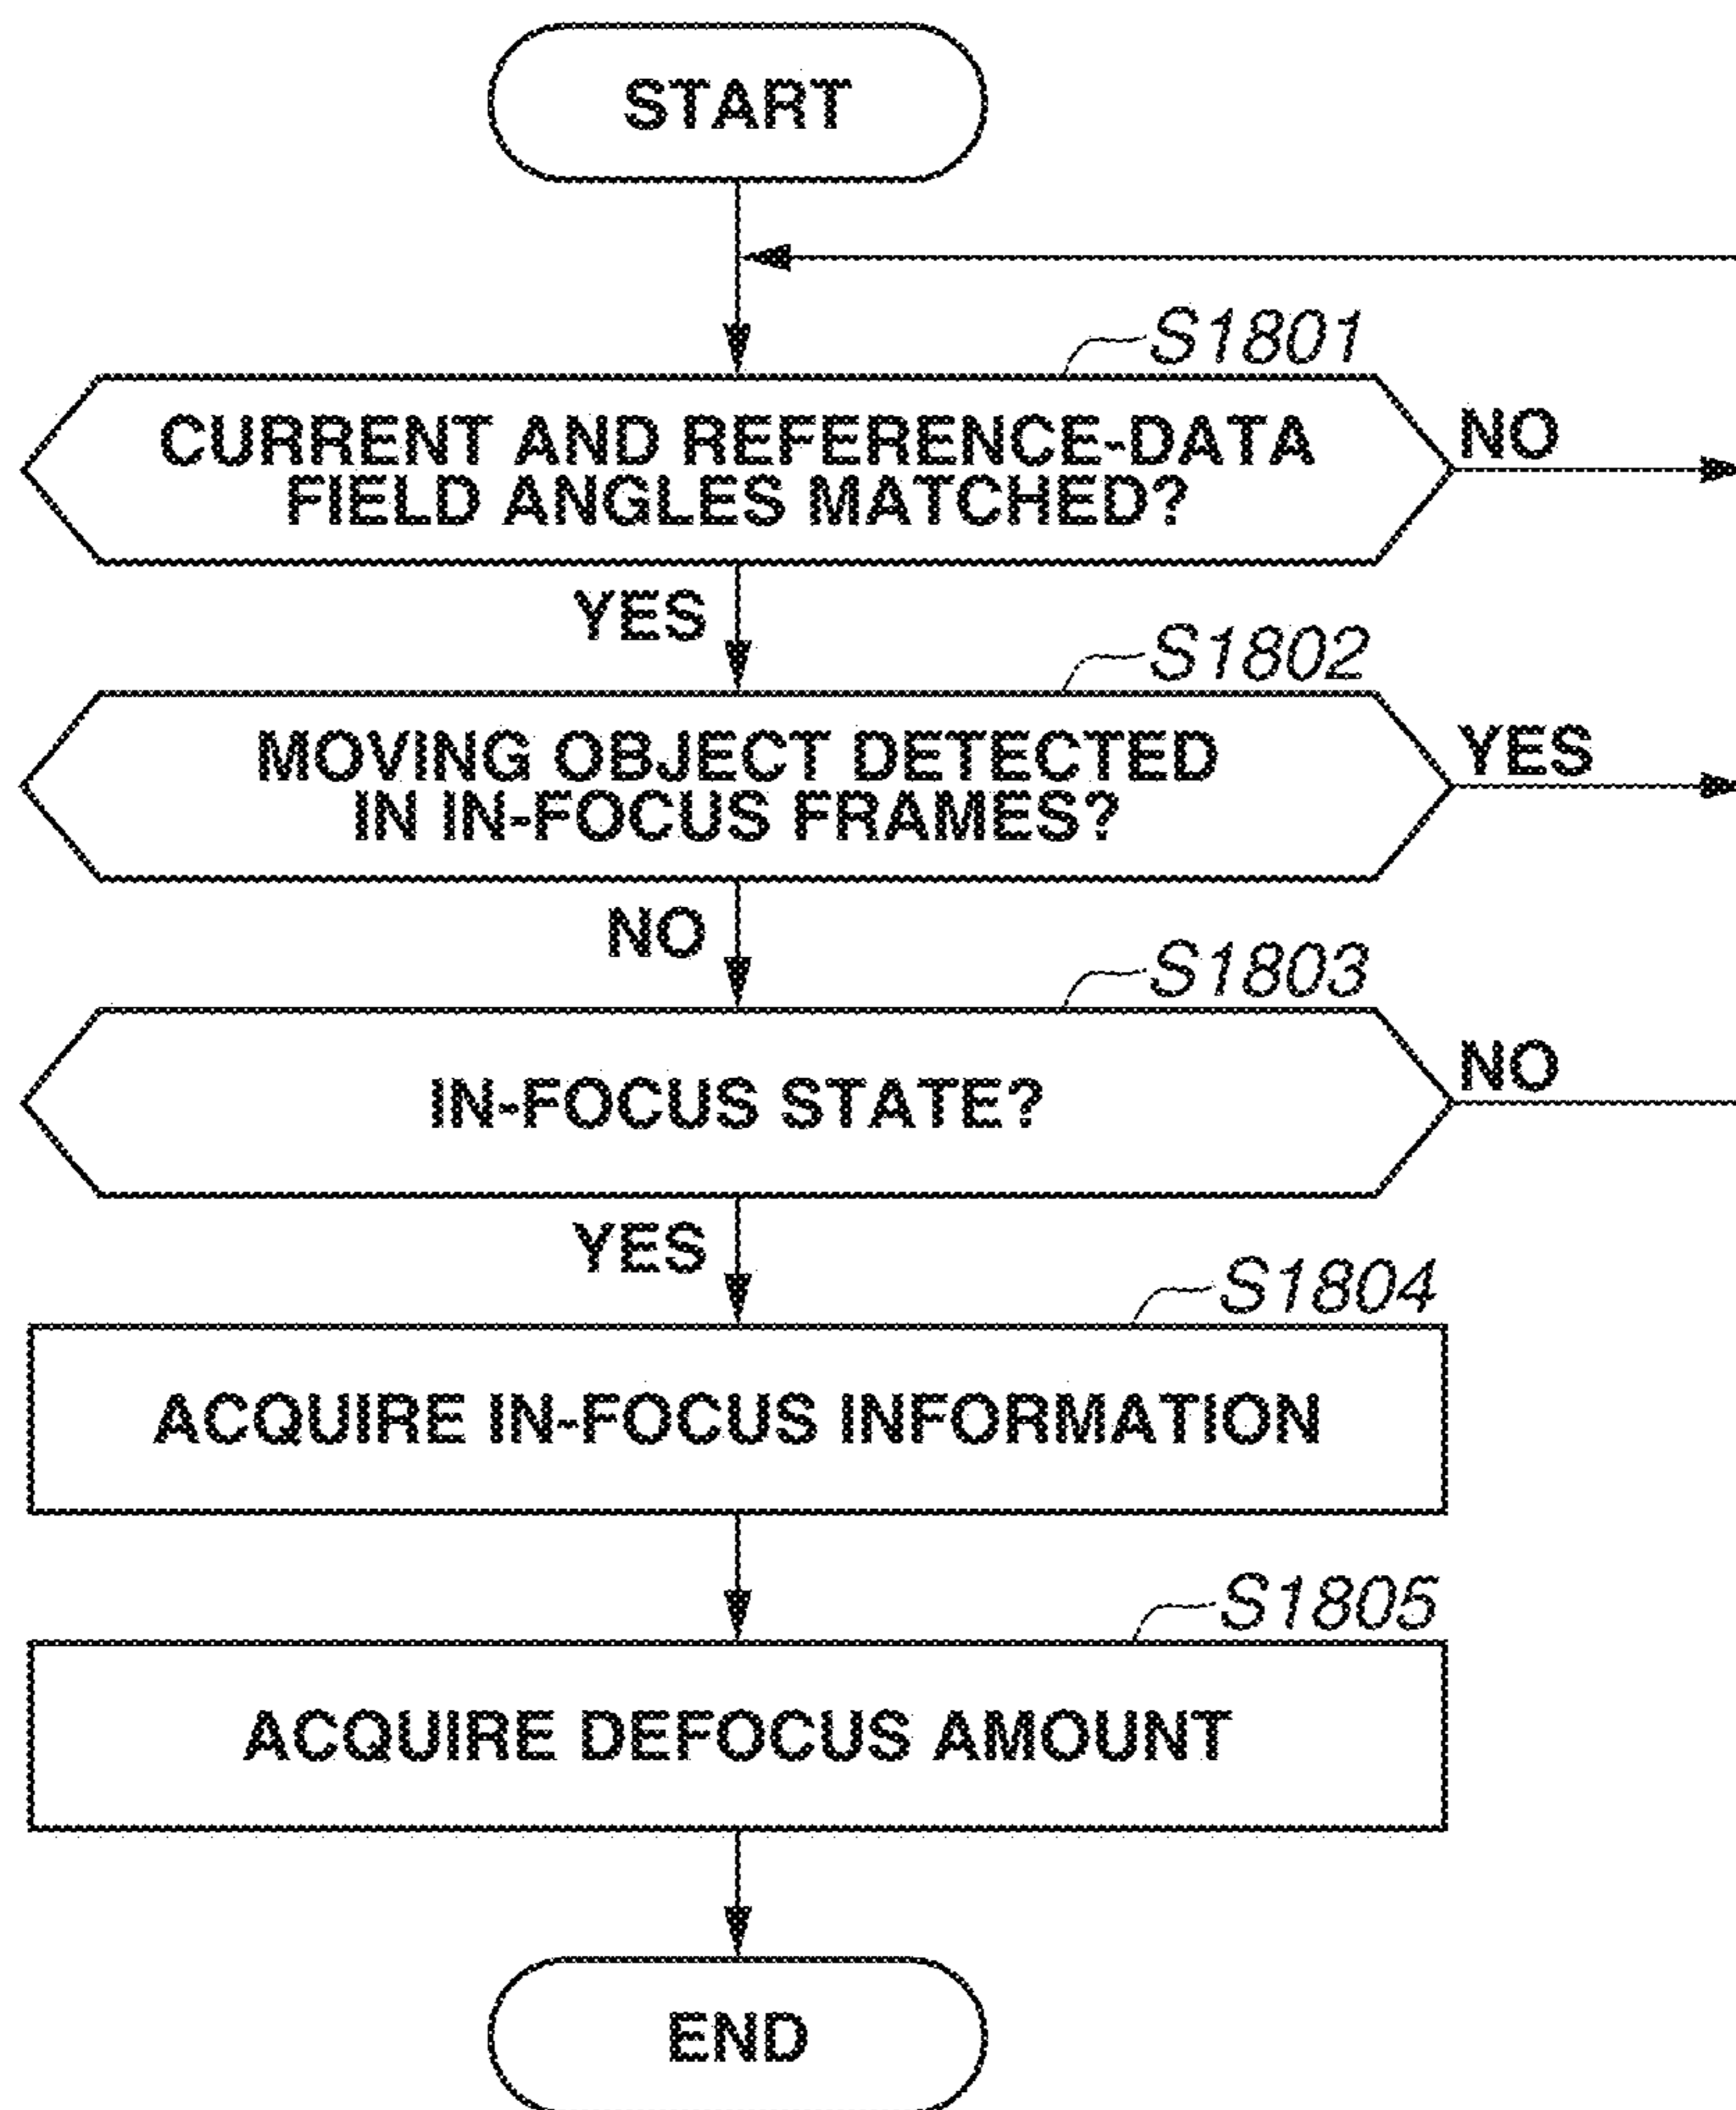 START
S1801
CURRENT AND REFERENCE-DATA
FIELD ANGLES MATCHED?
NO
YES
S1802
MOVING OBJECT DETECTED
IN IN-FOCUS FRAMES?
YES
NO
S1803
IN-FOCUS STATE?
NO
YES
S1804
ACQUIRE IN-FOCUS INFORMATION
S1805
ACQUIRE DEFOCUS AMOUNT
END